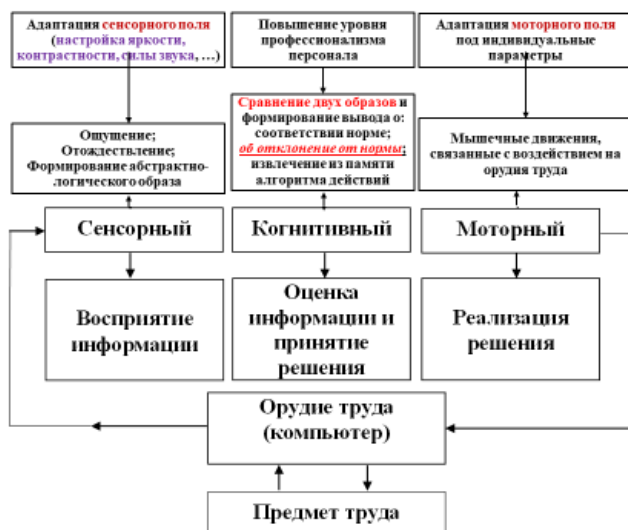 Адаптация сенсорного поля
(настройка яркости,
контрастности, силы звука, …)
Повышение уровня
профессионализма
персонала
Адаптация моторного поля
под индивидуальные
параметры
Ощущение;
Отождествление;
Формирование абстрактно-
логического образа
Сравнение двух образов и
формирование вывода о:
соответствии норме;
об отклонение от нормы;
извлечение из памяти
алгоритма действий
Мышечные движения,
связанные с воздействием на
орудия труда
Сенсорный
Когнитивный
Моторный
Восприятие
информации
Оценка
информации и
принятие
решения
Реализация
решения
Орудие труда
(компьютер)
Предмет труда